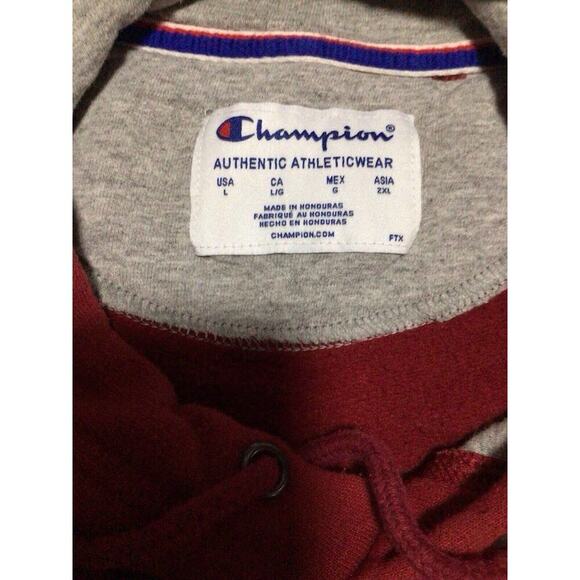 Champion®
AUTHENTIC ATHLETICWEAR
USA CA MEX ASIA
L L/G G 2XL
MADE IN HONDURAS
FABRIQUÉ AU HONDURAS
HECHO EN HONDURAS
CHAMPION.COM FTX